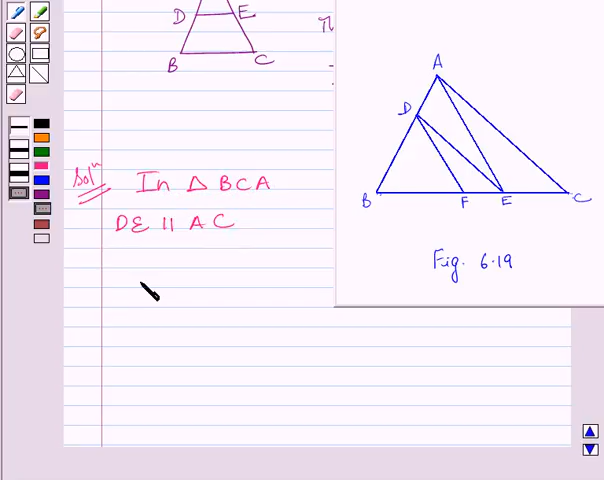 D E
B C
A
D
B F E C
Fig. 6.19
Solⁿ In Δ BCA
DE || AC